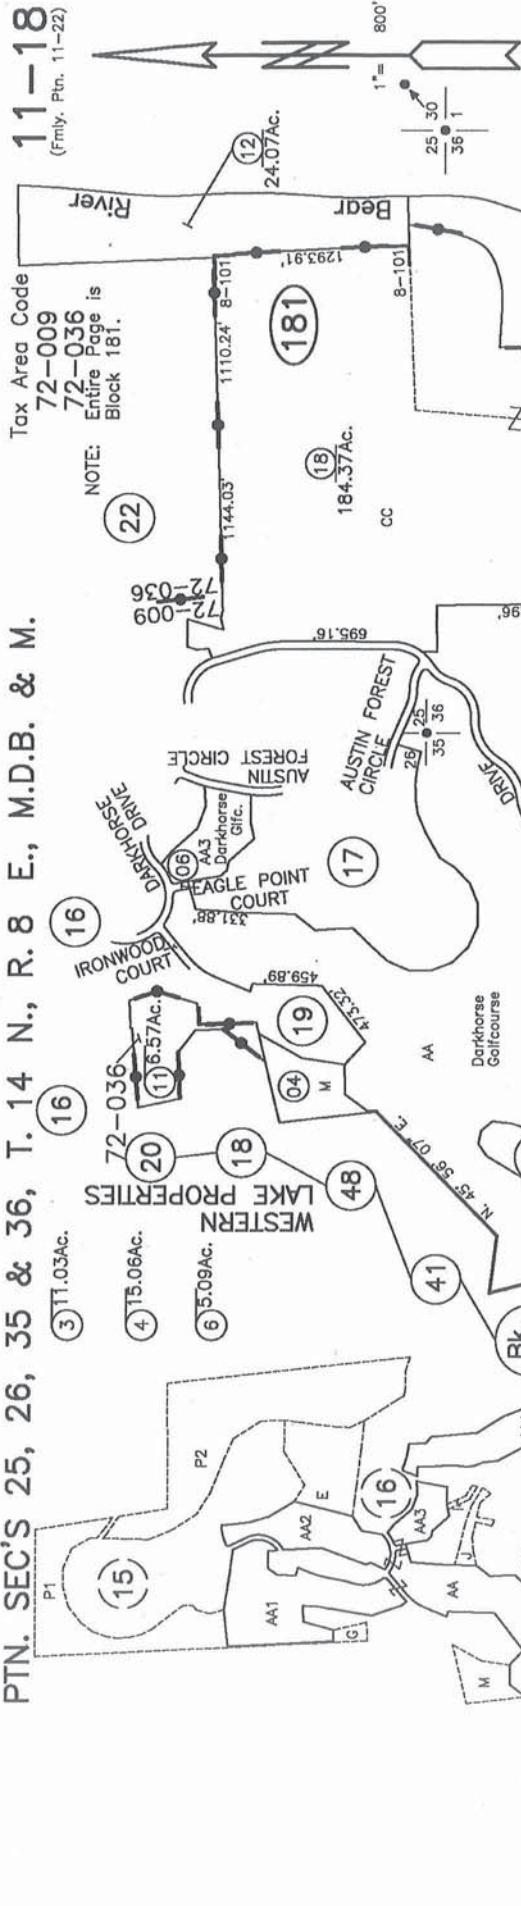 PTN. SEC'S 25, 26, 35 & 36, T. 14 N., R. 8 E., M.D.B. & M.
11-18
(Fmly. Ptn. 11-22)
Tax Area Code
72-009
72-036
NOTE: Entire Page is
Block 181.
P1
P2
15
3 11.03Ac.
4 15.06Ac.
6 5.09Ac.
16
16
72-036
20
11 6.57Ac.
18
WESTERN
LAKE PROPERTIES
48
41
Bk
IRONWOOD
COURT
DARKHORSE
DRIVE
06
AA3
Darkhorse
Glfc.
EAGLE POINT
COURT
331.88'
AUSTIN
FOREST CIRCLE
72-009
72-036
22
1144.03'
1110.24'
8-101
River
Bear
12
24.07Ac.
1293.91'
8-101
181
18
184.37Ac.
CC
695.16'
AUSTIN FOREST
CIRCLE
26 25
35 36
DRIVE
96'
17
459.89'
473.32'
19
04
M
N. 45° 56' 07" E.
AA
Darkhorse
Golfcourse
E
AA2
AA1
G
16
AA3
J
AA
M
1"= 800'
25 30
36 1